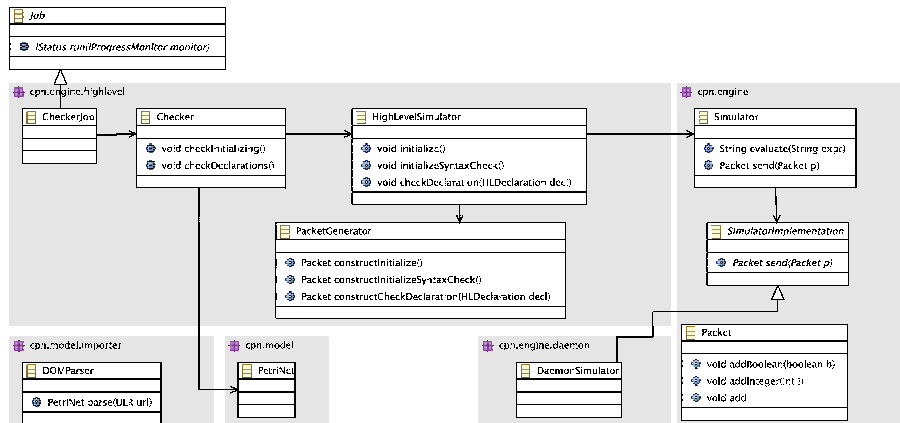 Job
IStatus run(IProgressMonitor monitor)
cpn.engine.highlevel
cpn.engine
CheckerJob
Checker
void checkInitializing()
void checkDeclarations()
HighLevelSimulator
void initialize()
void initializeSyntaxCheck()
void checkDeclaration(HLDeclaration decl)
Simulator
String evaluate(String expr)
Packet send(Packet p)
PacketGenerator
Packet constructInitialize()
Packet constructInitializeSyntaxCheck()
Packet constructCheckDeclaration(HLDeclaration decl)
SimulatorImplementation
Packet send(Packet p)
cpn.model.importer
DOMParser
PetriNet parse(ULR url)
cpn.model
PetriNet
cpn.engine.daemon
DaemonSimulator
Packet
void addBoolean(boolean b)
void addInteger(int i)
void add